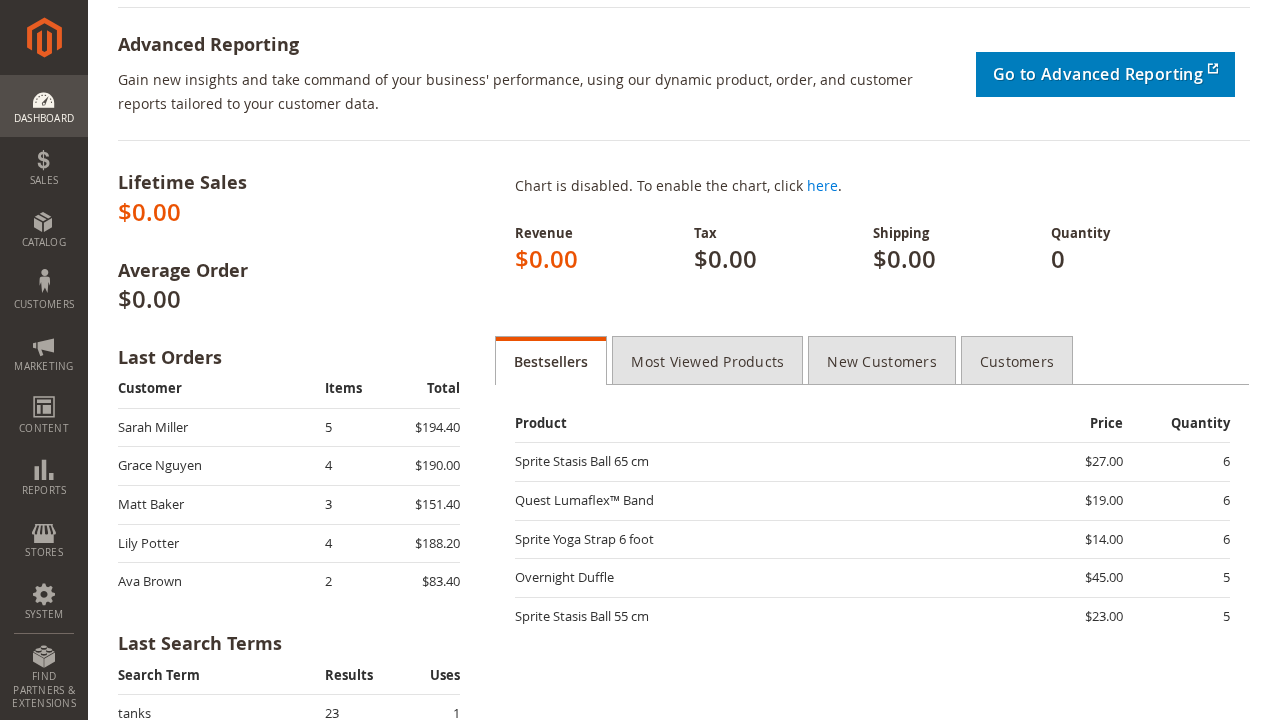 DASHBOARD
SALES
CATALOG
CUSTOMERS
MARKETING
CONTENT
REPORTS
STORES
SYSTEM
FIND
PARTNERS &
EXTENSIONS
Advanced Reporting
Gain new insights and take command of your business' performance, using our dynamic product, order, and customer
reports tailored to your customer data.
Go to Advanced Reporting
Lifetime Sales
$0.00
Average Order
$0.00
Last Orders
Customer Items Total
Sarah Miller 5 $194.40
Grace Nguyen 4 $190.00
Matt Baker 3 $151.40
Lily Potter 4 $188.20
Ava Brown 2 $83.40
Last Search Terms
Search Term Results Uses
tanks 23 1
Chart is disabled. To enable the chart, click here.
Revenue Tax Shipping Quantity
$0.00 $0.00 $0.00 0
Bestsellers Most Viewed Products New Customers Customers
Product Price Quantity
Sprite Stasis Ball 65 cm $27.00 6
Quest Lumaflex™ Band $19.00 6
Sprite Yoga Strap 6 foot $14.00 6
Overnight Duffle $45.00 5
Sprite Stasis Ball 55 cm $23.00 5